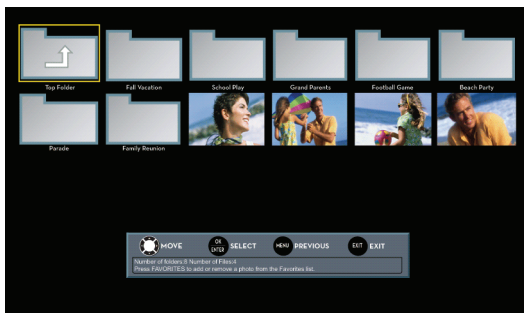 Top Folder
Fall Vacation
School Play
Grand Parents
Football Game
Beach Party
Parade
Family Reunion
MOVE
OK
ENTER
SELECT
MENU
PREVIOUS
EXIT
EXIT
Number of folders:8 Number of Files:4
Press FAVORITES to add or remove a photo from the Favorites list.